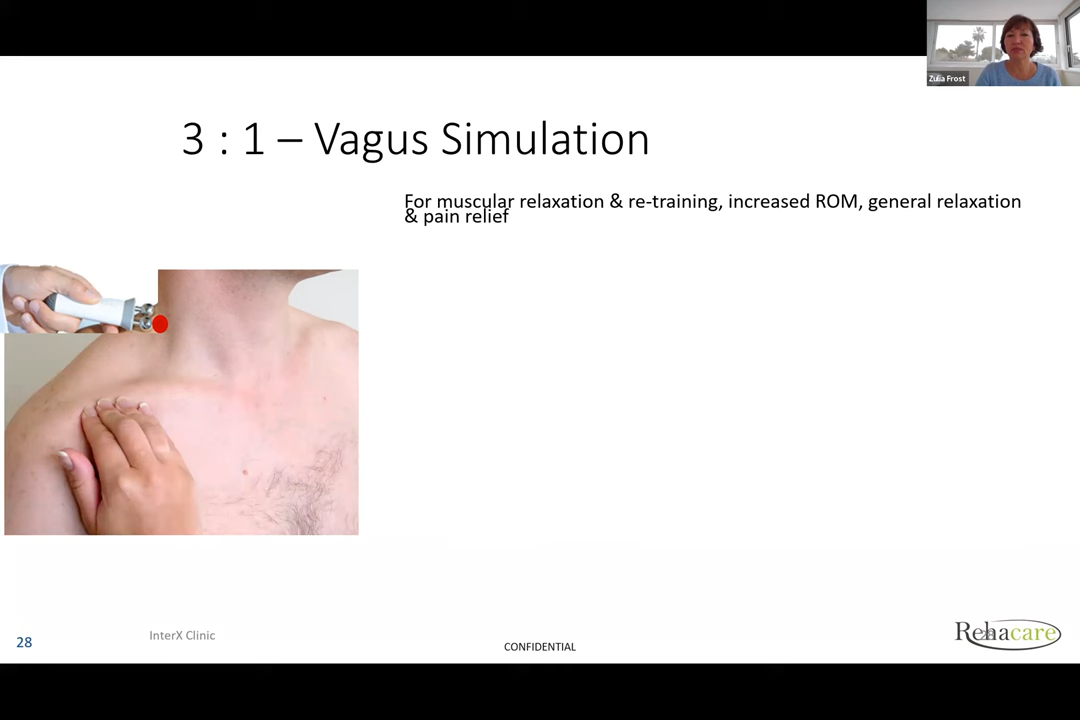 Zulia Frost
3 : 1 – Vagus Simulation
For muscular relaxation & re-training, increased ROM, general relaxation
& pain relief
28
InterX Clinic
CONFIDENTIAL
Rehacare